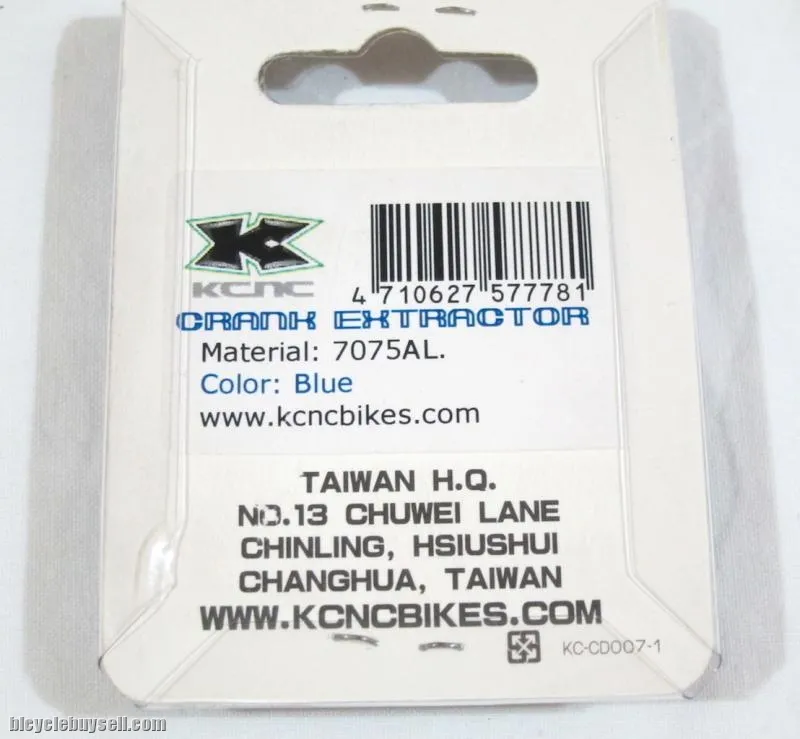 KCNC
4 710627 577781
CRANK EXTRACTOR
Material: 7075AL.
Color: Blue
www.kcncbikes.com
TAIWAN H.Q.
NO.13 CHUWEI LANE
CHINLING, HSIUSHUI
CHANGHUA, TAIWAN
WWW.KCNCBIKES.COM
KC-CD007-1
bicyclebuysell.com